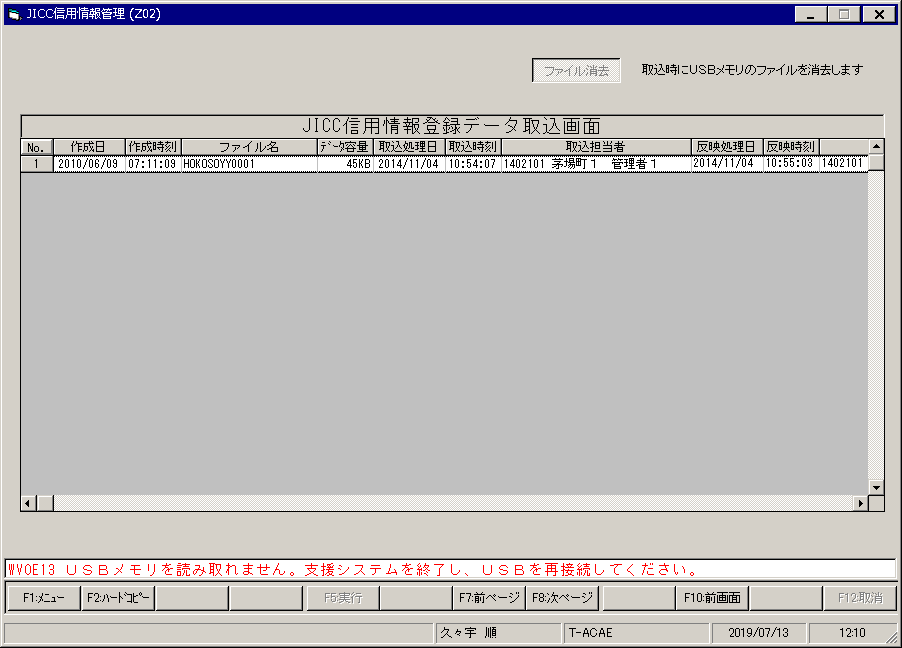 JICC信用情報管理 (Z02)
ファイル消去 取込時にUSBメモリのファイルを消去します
JICC信用情報登録データ取込画面
No. 作成日 作成時刻 ファイル名 ﾃﾞｰﾀ容量 取込処理日 取込時刻 取込担当者 反映処理日 反映時刻
1 2010/06/09 07:11:09 HOKOSOYY0001 45KB 2014/11/04 10:54:07 1402101 茅場町1 管理者1 2014/11/04 10:55:03 1402101
WVOE13 ＵＳＢメモリを読み取れません。支援システムを終了し、ＵＳＢを再接続してください。
F1:ﾒﾆｭｰ F2:ﾊｰﾄﾞｺﾋﾟｰ F5:実行 F7:前ページ F8:次ページ F10:前画面 F12:取消
久々宇 順 T-ACAE 2019/07/13 12:10